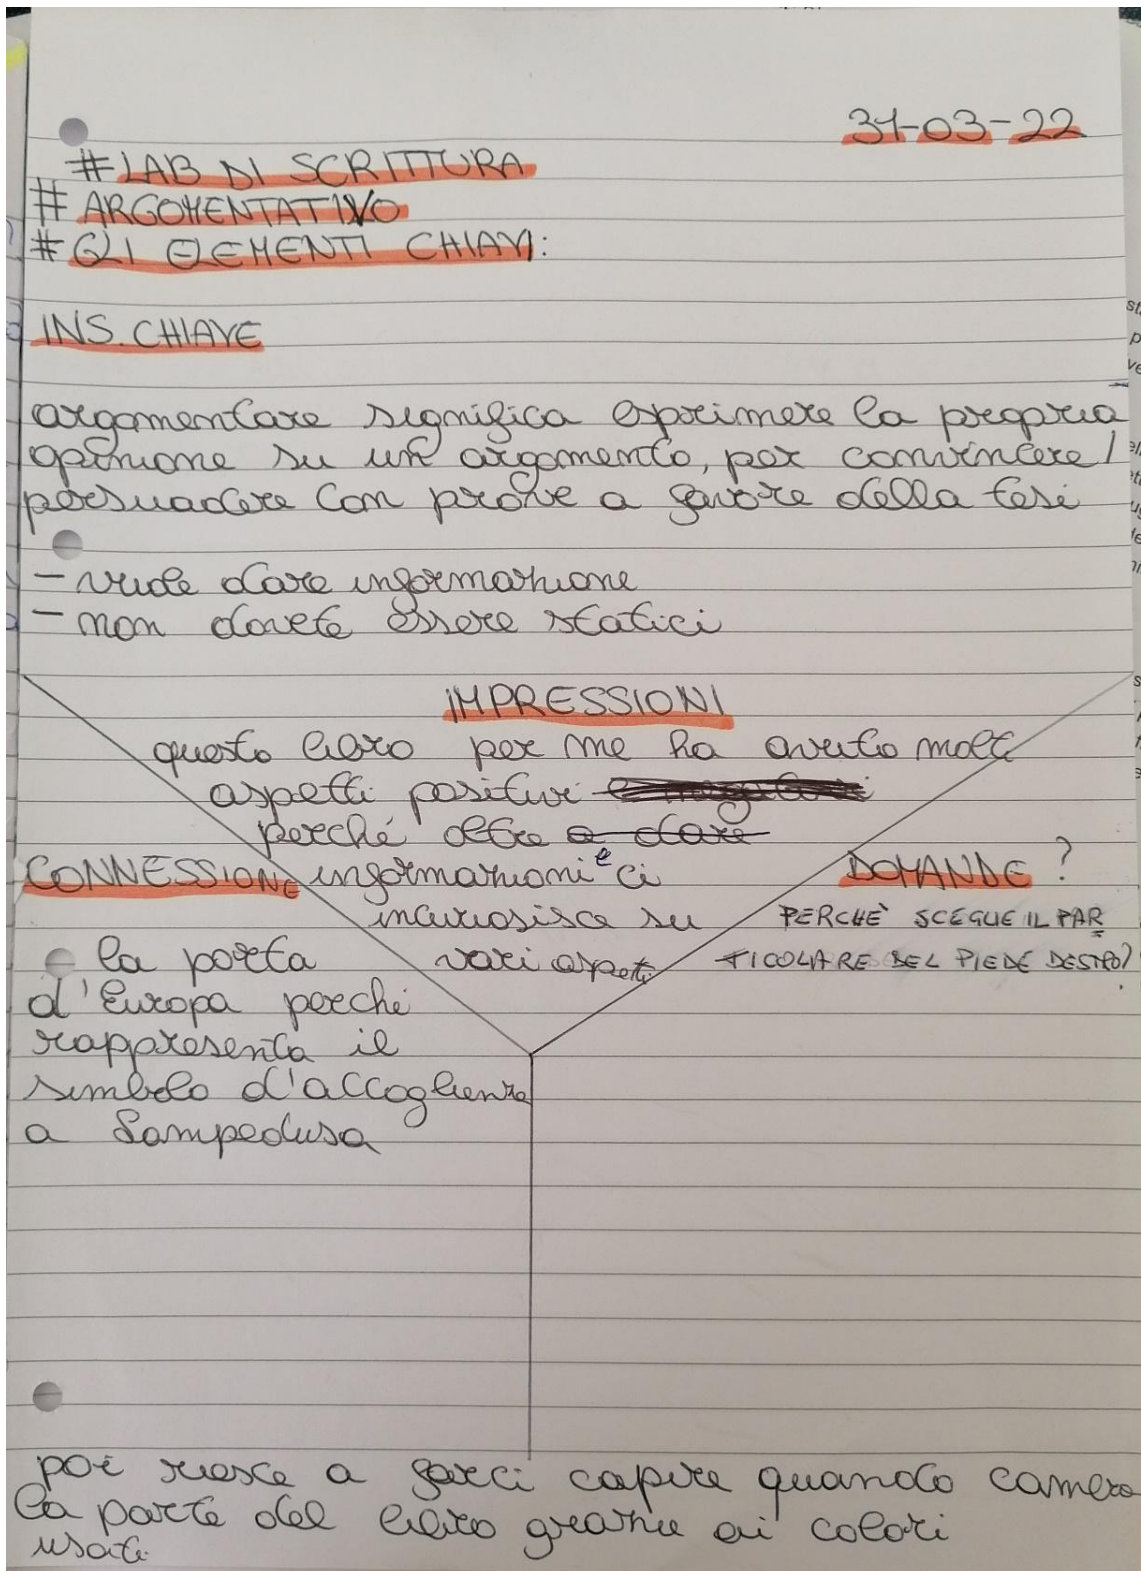 31-03-22
#LAB DI SCRITTURA
# ARGOMENTATIVO
# GLI ELEMENTI CHIAVI:
INS. CHIAVE
argomentare significa esprimere la propria
opinione su un argomento, per convincere/
persuadere con prove a favore della tesi
- vuole dare informazione
- non dovete essere statici
IMPRESSIONI
questo libro per me ha avuto molti
aspetti positivi e negativi
perché oltre a dare
informazioni e ci
incuriosisce su
vari aspetti
CONNESSIONE
la porta
d'Europa perché
rappresenta il
simbolo d'accoglienza
a Lampedusa
DOMANDE?
PERCHÈ SCEGLIE IL PAR
TICOLARE DEL PIEDE DESTRO?
poi riesce a farci capire quando cambia
la parte del libro grazie ai colori
usati